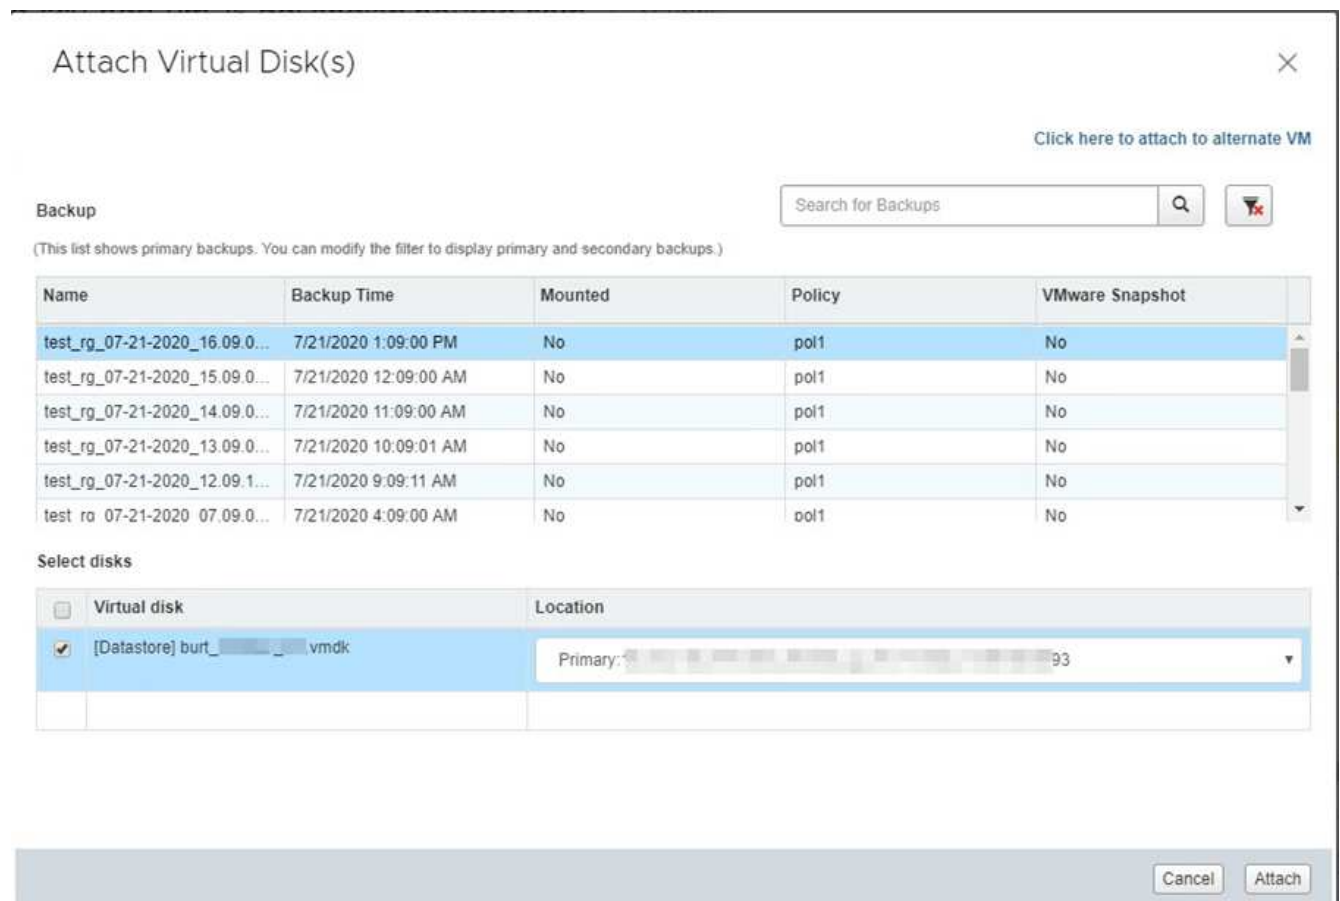 Attach Virtual Disk(s)
Click here to attach to alternate VM
Backup
Search for Backups
(This list shows primary backups. You can modify the filter to display primary and secondary backups.)
Name Backup Time Mounted Policy VMware Snapshot
test_rg_07-21-2020_16.09.0... 7/21/2020 1:09:00 PM No pol1 No
test_rg_07-21-2020_15.09.0... 7/21/2020 12:09:00 AM No pol1 No
test_rg_07-21-2020_14.09.0... 7/21/2020 11:09:00 AM No pol1 No
test_rg_07-21-2020_13.09.0... 7/21/2020 10:09:01 AM No pol1 No
test_rg_07-21-2020_12.09.1... 7/21/2020 9:09:11 AM No pol1 No
test_rg_07-21-2020_07.09.0... 7/21/2020 4:09:00 AM No pol1 No
Select disks
Virtual disk Location
[Datastore] burt_ _ .vmdk Primary: 93
Cancel Attach